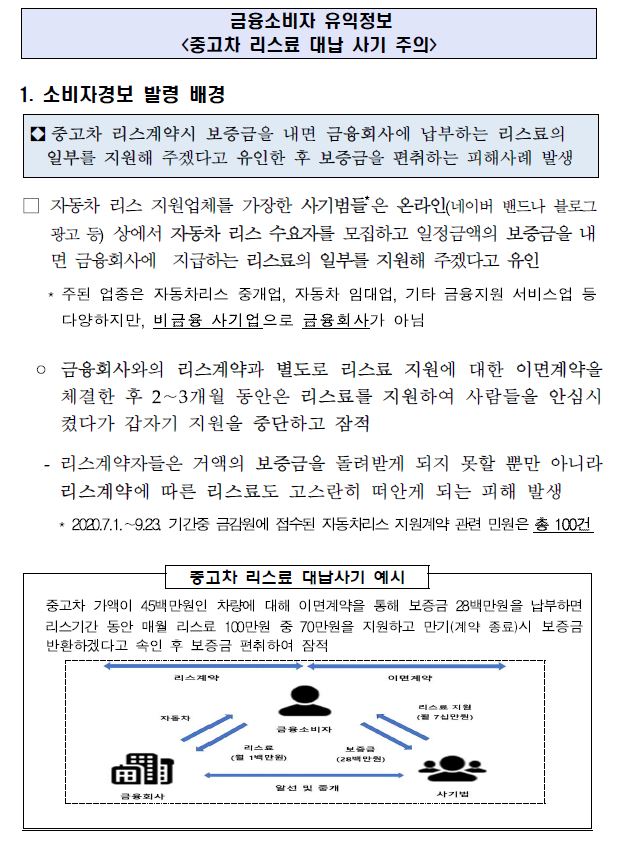 금융소비자 유익정보
<중고차 리스료 대납 사기 주의>
1. 소비자경보 발령 배경
◘ 중고차 리스계약시 보증금을 내면 금융회사에 납부하는 리스료의
일부를 지원해 주겠다고 유인한 후 보증금을 편취하는 피해사례 발생
□ 자동차 리스 지원업체를 가장한 사기범들*은 온라인(네이버 밴드나 블로그
광고 등) 상에서 자동차 리스 수요자를 모집하고 일정금액의 보증금을 내
면 금융회사에 지급하는 리스료의 일부를 지원해 주겠다고 유인
* 주된 업종은 자동차리스 중개업, 자동차 임대업, 기타 금융지원 서비스업 등
다양하지만, 비금융 사기업으로 금융회사가 아님
○ 금융회사와의 리스계약과 별도로 리스료 지원에 대한 이면계약을
체결한 후 2~3개월 동안은 리스료를 지원하여 사람들을 안심시
켰다가 갑자기 지원을 중단하고 잠적
- 리스계약자들은 거액의 보증금을 돌려받게 되지 못할 뿐만 아니라
리스계약에 따른 리스료도 고스란히 떠안게 되는 피해 발생
* 2020.7.1.~9.23. 기간중 금감원에 접수된 자동차리스 지원계약 관련 민원은 총 100건
중고차 리스료 대납사기 예시
중고차 가액이 45백만원인 차량에 대해 이면계약을 통해 보증금 28백만원을 납부하면
리스기간 동안 매월 리스료 100만원 중 70만원을 지원하고 만기(계약 종료)시 보증금
반환하겠다고 속인 후 보증금 편취하여 잠적
리스계약 이면계약
자동차
금융소비자
리스료 지원
(월 7십만원)
리스료
(월 1백만원)
보증금
(28백만원)
알선 및 중개
금융회사 사기범